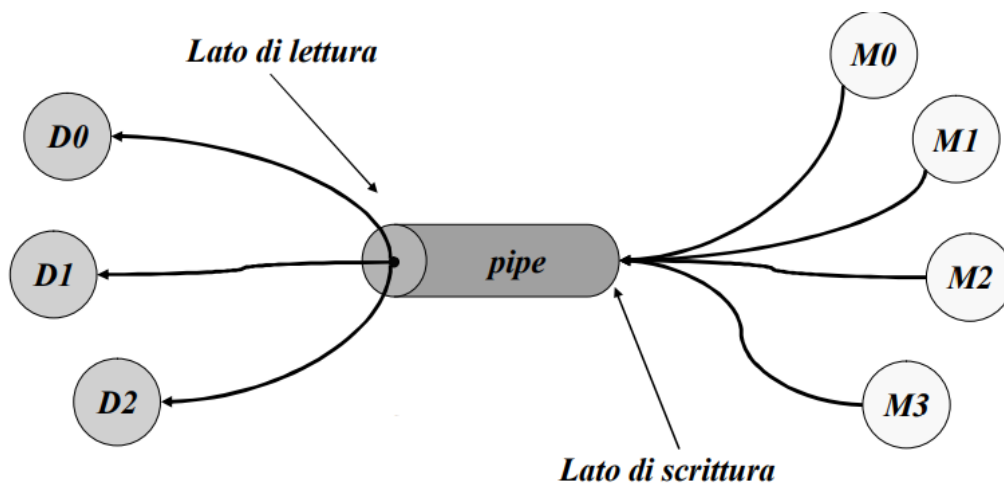 Lato di lettura
M0
D0
M1
D1
pipe
M2
D2
M3
Lato di scrittura